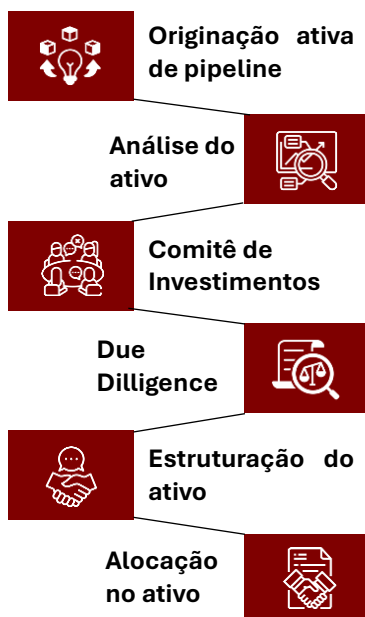 Originação ativa
de pipeline
Análise do
ativo
Comitê de
Investimentos
Due
Dilligence
Estruturação do
ativo
Alocação
no ativo